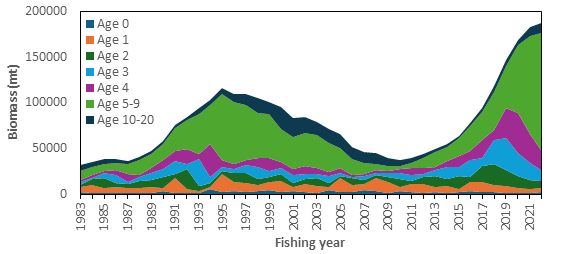 200000
150000
100000
50000
0
Biomass (mt)
Age 0
Age 1
Age 2
Age 3
Age 4
Age 5-9
Age 10-20
1983
1985
1987
1989
1991
1993
1995
1997
1999
2001
2003
2005
2007
2009
2011
2013
2015
2017
2019
2021
Fishing year